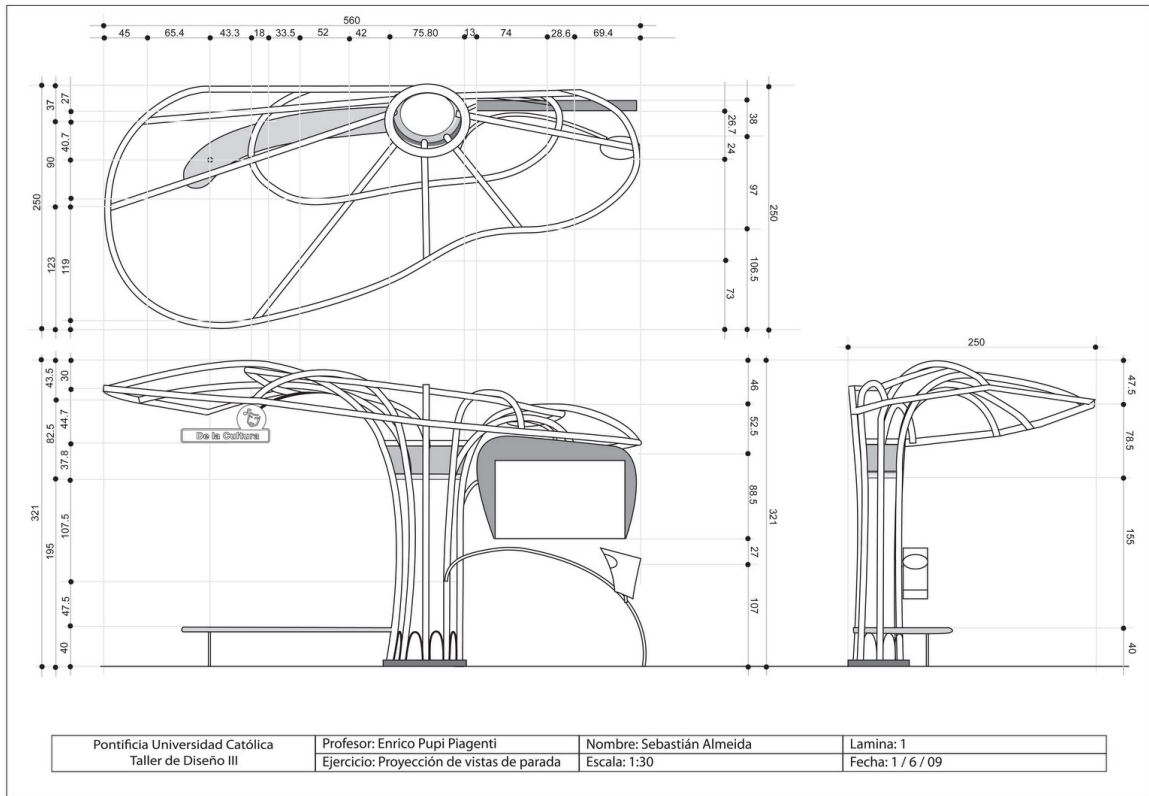 560
45 65.4 43.3 18 33.5 52 42 75.80 13 74 28.6 69.4
250
37 90 123
27 40.7 119
26.7 24 73
38 97 106.5
250
321
43.5 82.5 195
30 44.7 37.8 107.5 47.5 40
De la Cultura
46 52.5 88.5 27 107
321
250
47.5 78.5 155 40
Pontificia Universidad Católica
Taller de Diseño III
Profesor: Enrico Pupi Piagenti
Ejercicio: Proyección de vistas de parada
Nombre: Sebastián Almeida
Escala: 1:30
Lamina: 1
Fecha: 1 / 6 / 09